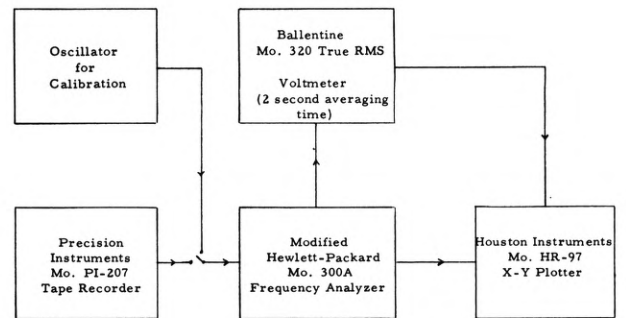 Oscillator
for
Calibration
Ballentine
Mo. 320 True RMS
Voltmeter
(2 second averaging
time)
Precision
Instruments
Mo. PI-207
Tape Recorder
Modified
Hewlett-Packard
Mo. 300A
Frequency Analyzer
Houston Instruments
Mo. HR-97
X-Y Plotter